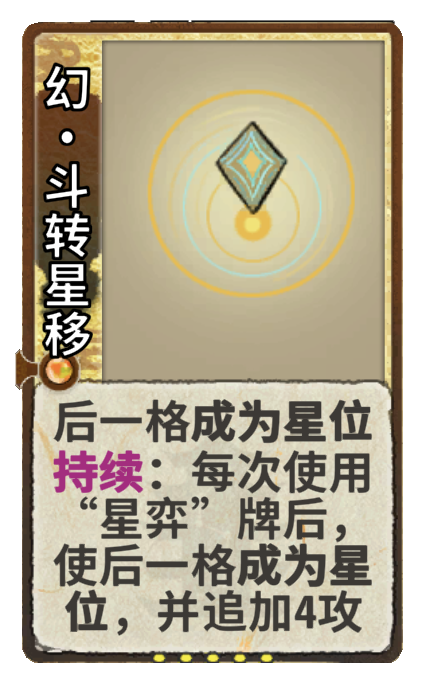 幻·斗转星移
后一格成为星位
持续：每次使用
“星弈”牌后，
使后一格成为星
位，并追加4攻